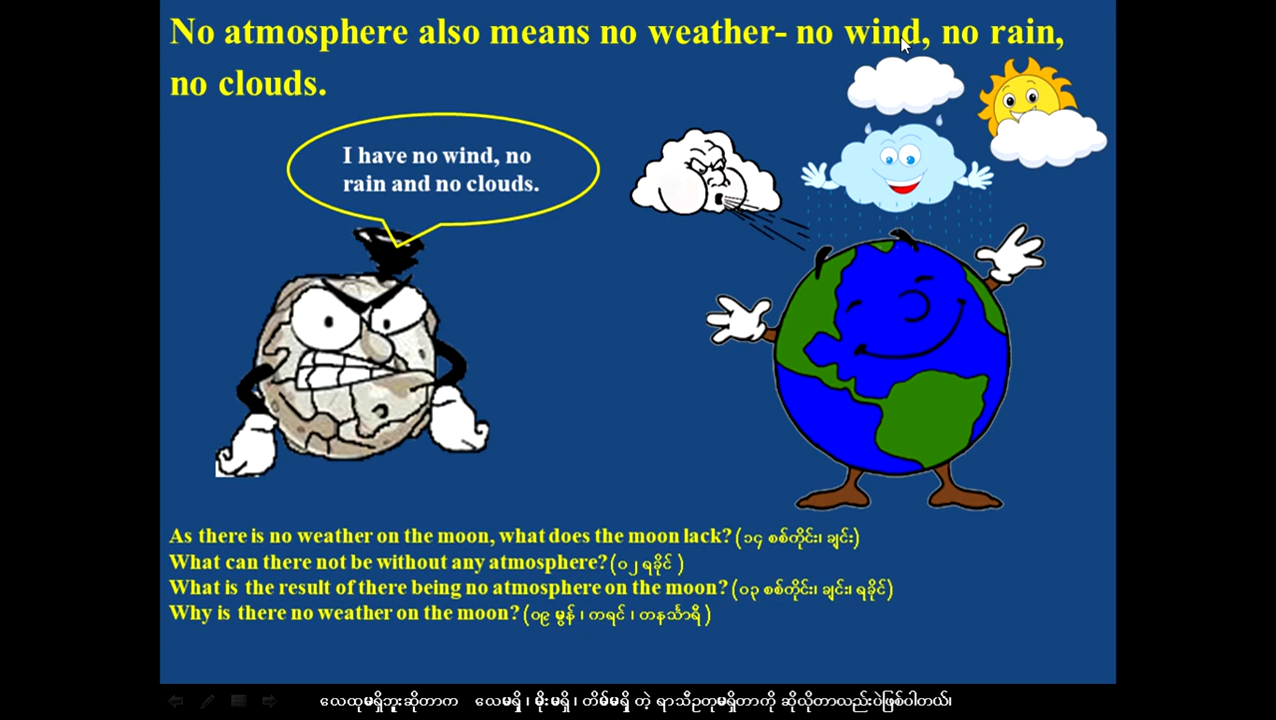 No atmosphere also means no weather- no wind, no rain,
no clouds.
I have no wind, no
rain and no clouds.
As there is no weather on the moon, what does the moon lack? (၁၄ စစ်ကိုင်း၊ ချင်း)
What can there not be without any atmosphere? (၀၂ ရခိုင် )
What is the result of there being no atmosphere on the moon? (၀၃ စစ်ကိုင်း၊ ချင်း၊ ရခိုင်)
Why is there no weather on the moon? (၀၉ မွန် ၊ ကရင် ၊ တနင်္သာရီ )
လေထုမရှိဘူးဆိုတာက လေမရှိ ၊ မိုးမရှိ ၊ တိမ်မရှိ တဲ့ ရာသီဥတုမရှိတာကို ဆိုလိုတာလည်းပဲဖြစ်ပါတယ်၊